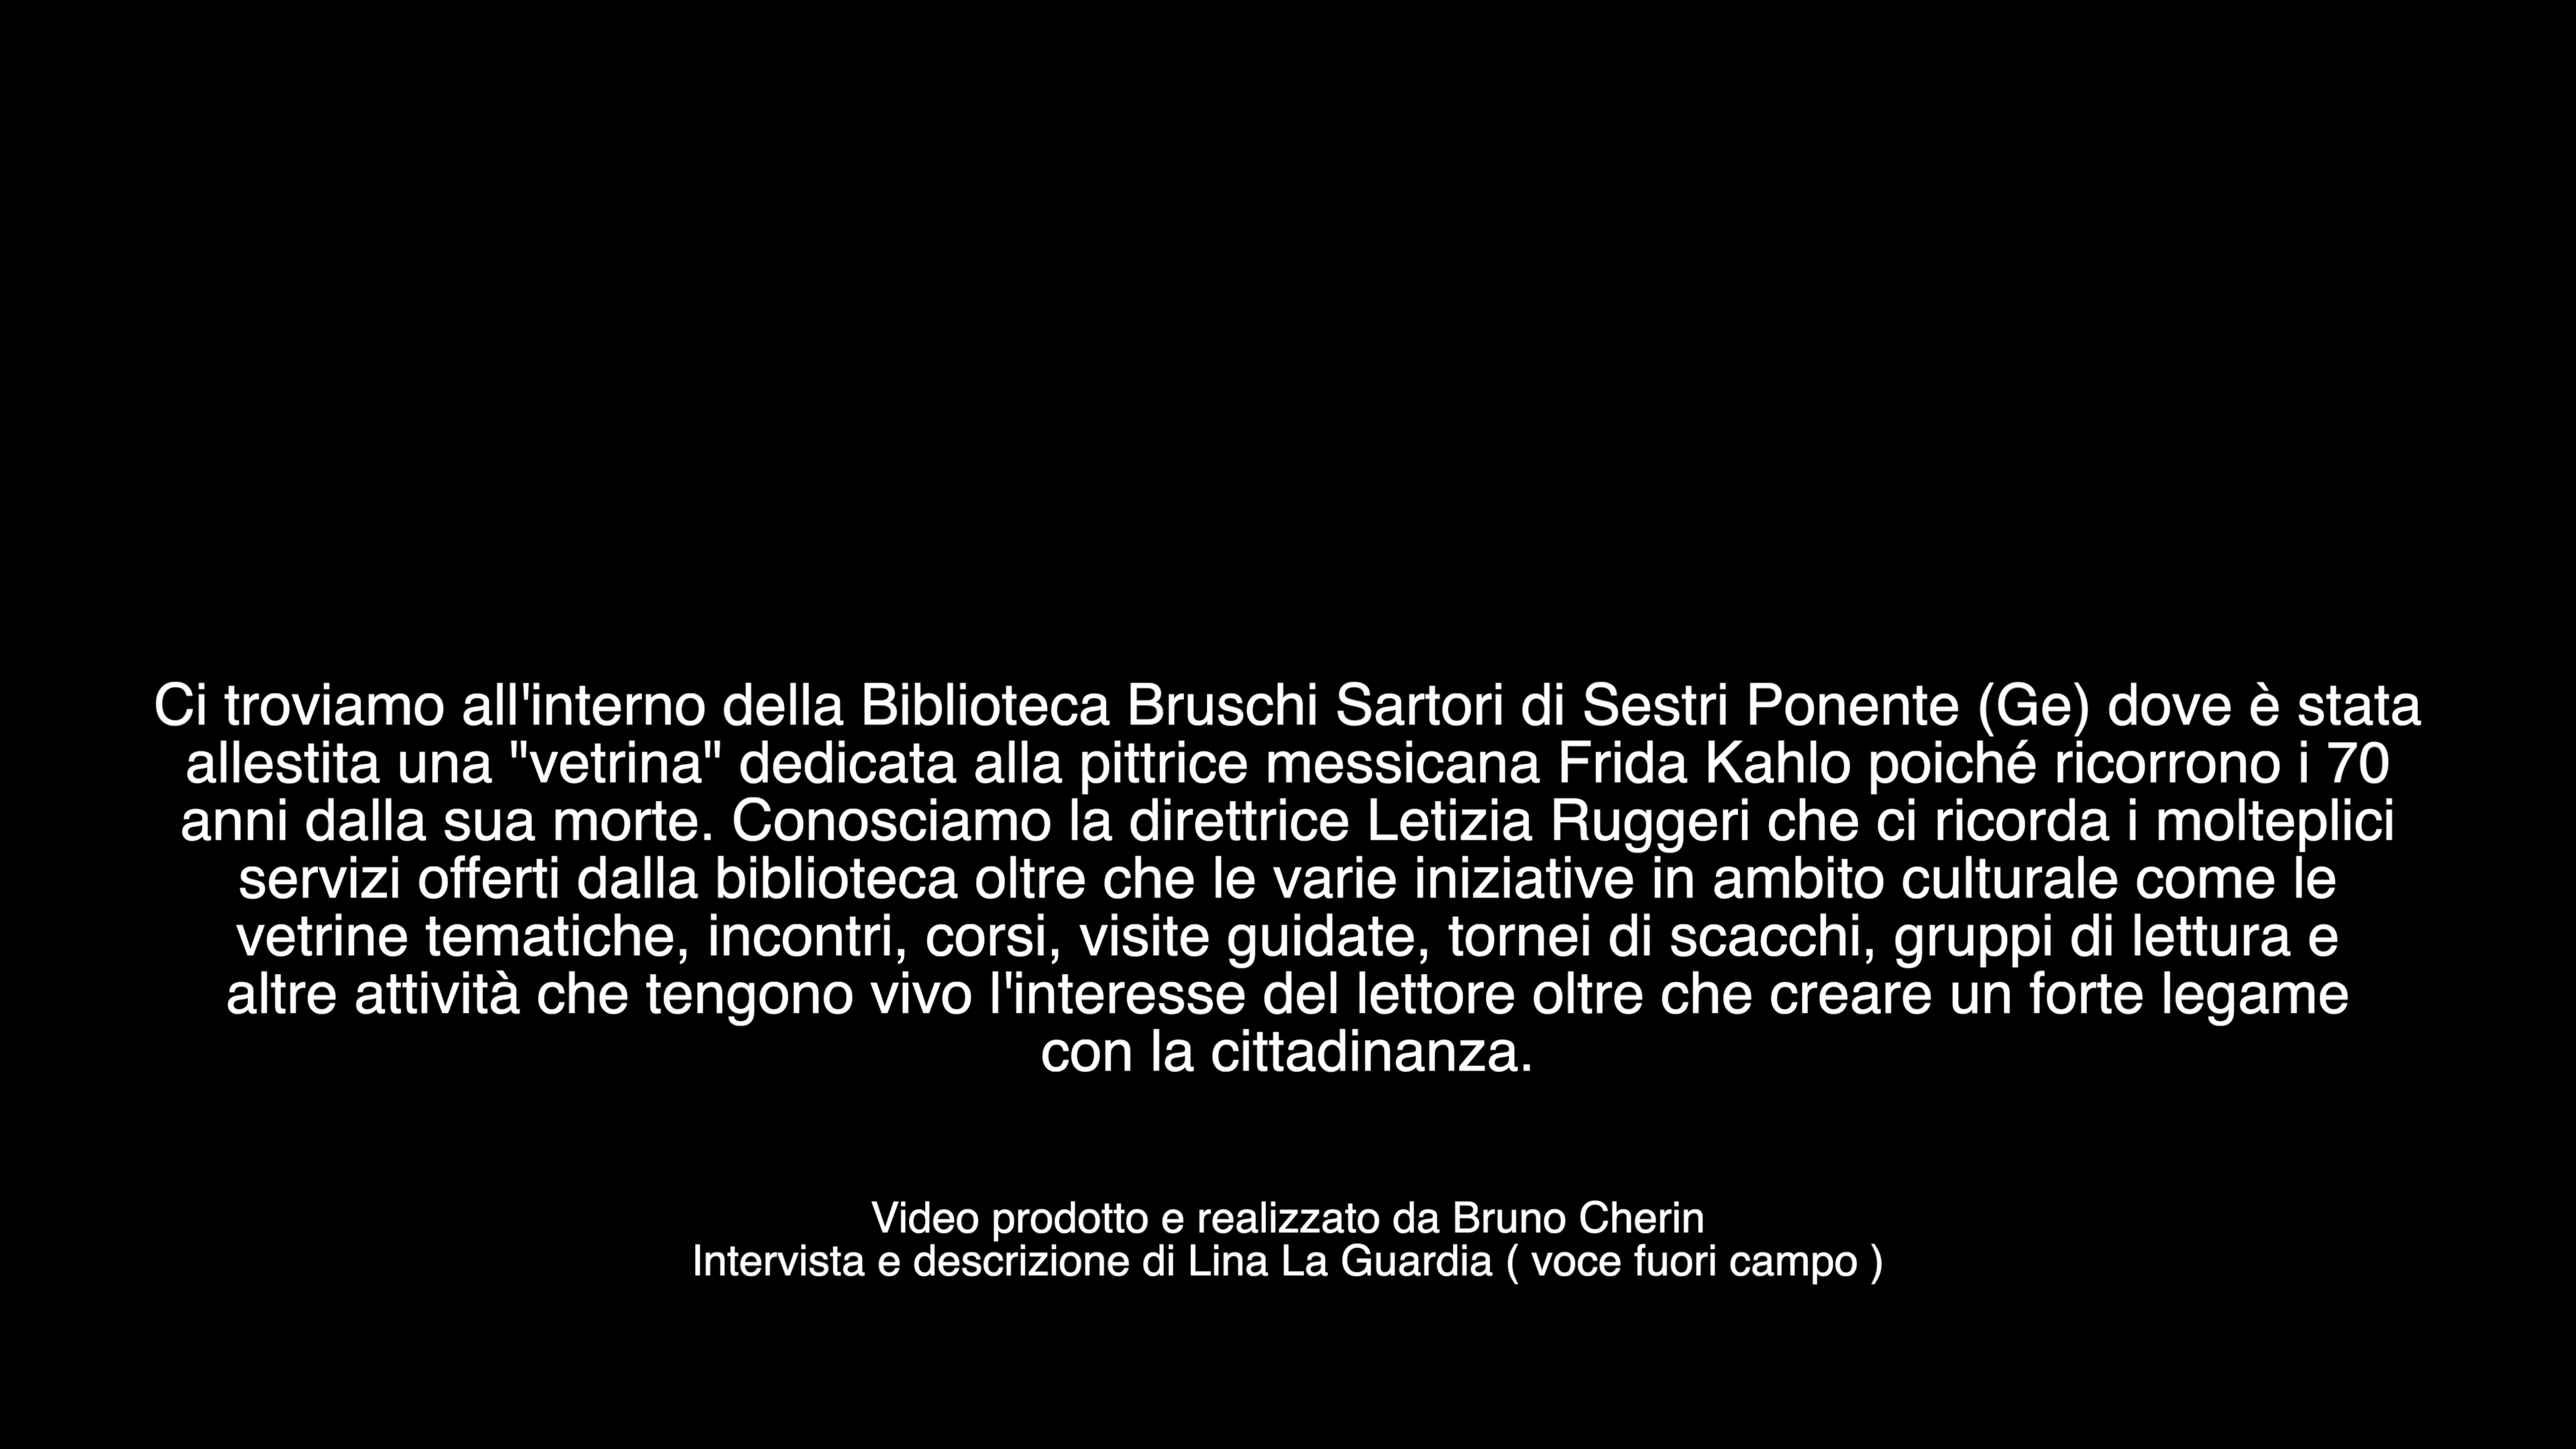 Ci troviamo all'interno della Biblioteca Bruschi Sartori di Sestri Ponente (Ge) dove è stata
allestita una "vetrina" dedicata alla pittrice messicana Frida Kahlo poiché ricorrono i 70
anni dalla sua morte. Conosciamo la direttrice Letizia Ruggeri che ci ricorda i molteplici
servizi offerti dalla biblioteca oltre che le varie iniziative in ambito culturale come le
vetrine tematiche, incontri, corsi, visite guidate, tornei di scacchi, gruppi di lettura e
altre attività che tengono vivo l'interesse del lettore oltre che creare un forte legame
con la cittadinanza.
Video prodotto e realizzato da Bruno Cherin
Intervista e descrizione di Lina La Guardia ( voce fuori campo )